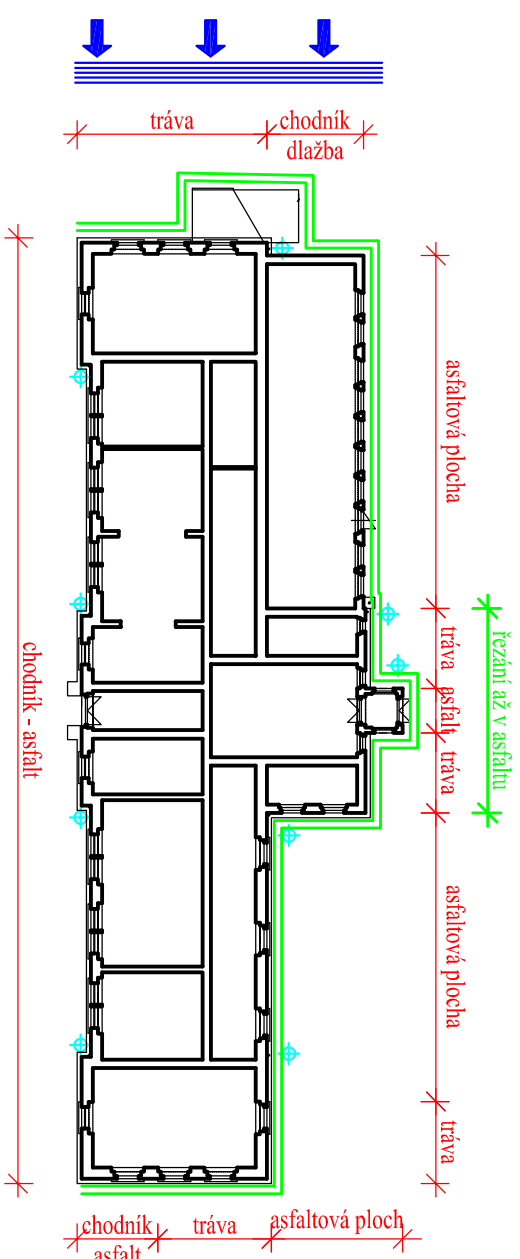 tráva
chodník
dlažba
asfaltová plocha
tráva
asfalt
tráva
řezání až v asfaltu
chodník - asfalt
asfaltová plocha
tráva
chodník
asfalt
tráva
asfaltová ploch